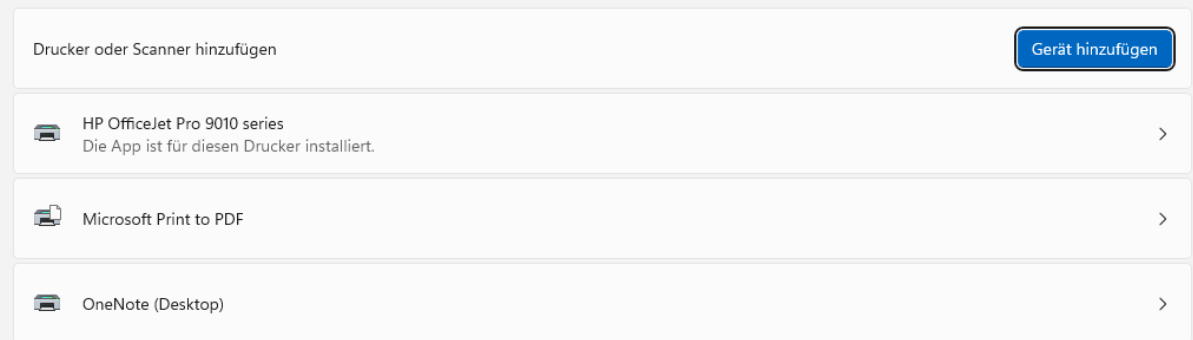 Drucker oder Scanner hinzufügen
Gerät hinzufügen
HP OfficeJet Pro 9010 series
Die App ist für diesen Drucker installiert.
Microsoft Print to PDF
OneNote (Desktop)